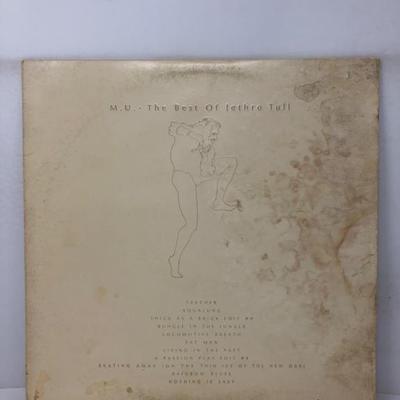 M.U. - The Best Of Jethro Tull
TEACHER
AQUALUNG
THICK AS A BRICK EDIT #1
BUNGLE IN THE JUNGLE
LOCOMOTIVE BREATH
FAT MAN
LIVING IN THE PAST
A PASSION PLAY EDIT #8
SKATING AWAY (ON THE THIN ICE OF THE NEW DAY)
RAINBOW BLUES
NOTHING IS EASY